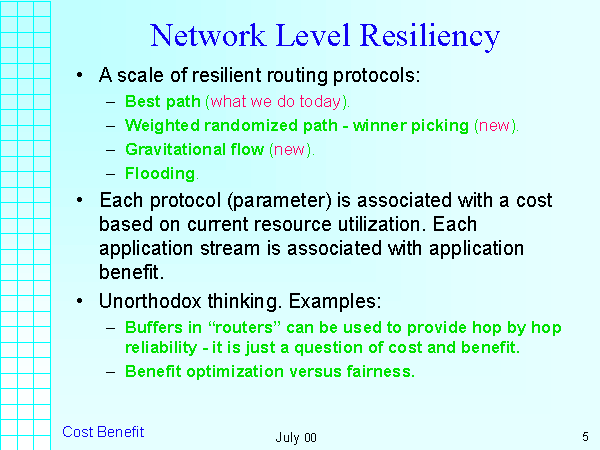 Network Level Resiliency
• A scale of resilient routing protocols:
– Best path (what we do today).
– Weighted randomized path - winner picking (new).
– Gravitational flow (new).
– Flooding.
• Each protocol (parameter) is associated with a cost
based on current resource utilization. Each
application stream is associated with application
benefit.
• Unorthodox thinking. Examples:
– Buffers in “routers” can be used to provide hop by hop
reliability - it is just a question of cost and benefit.
– Benefit optimization versus fairness.
Cost Benefit
July 00
5